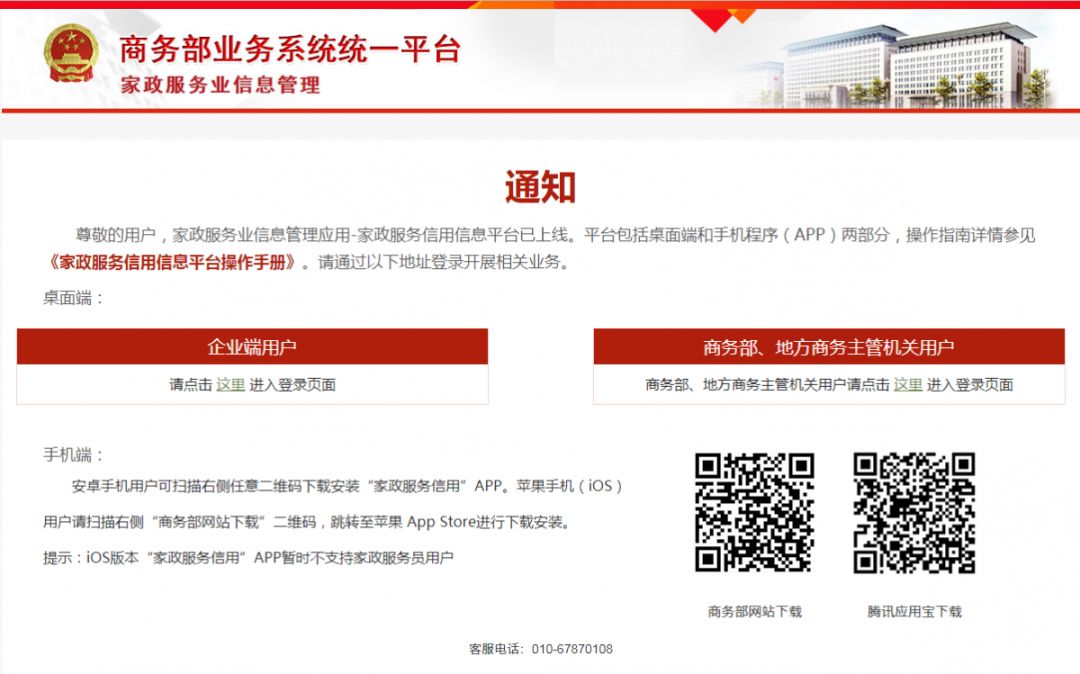 商务部业务系统统一平台
家政服务业信息管理
通知
尊敬的用户，家政服务业信息管理应用-家政服务信用信息平台已上线。平台包括桌面端和手机程序（APP）两部分，操作指南详情参见
《家政服务信用信息平台操作手册》。请通过以下地址登录开展相关业务。
桌面端：
企业端用户
请点击 这里 进入登录页面
商务部、地方商务主管机关用户
商务部、地方商务主管机关用户请点击 这里 进入登录页面
手机端：
安卓手机用户可扫描右侧任意二维码下载安装“家政服务信用”APP。苹果手机（iOS）
用户请扫描右侧“商务部网站下载”二维码，跳转至苹果 App Store进行下载安装。
提示：iOS版本“家政服务信用”APP暂时不支持家政服务员用户
商务部网站下载
腾讯应用宝下载
客服电话：010-67870108